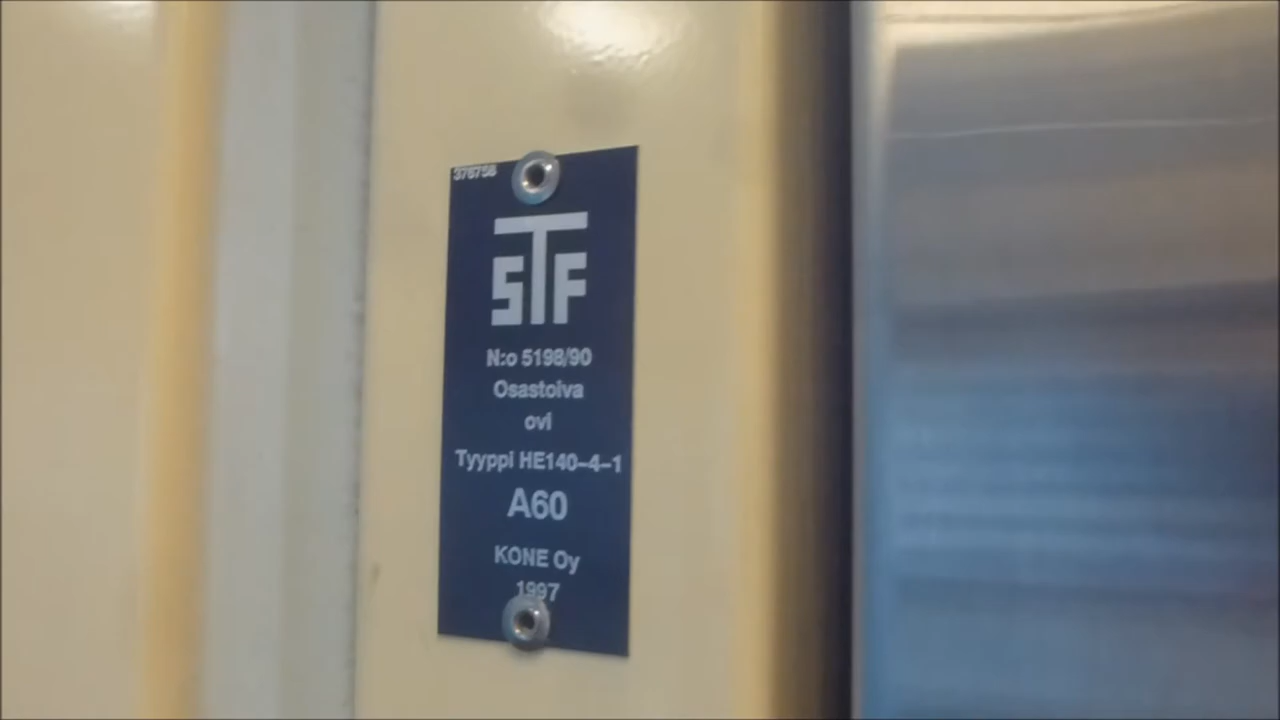 376758
STF
N:o 5198/90
Osastoiva
ovi
Tyyppi HE140-4-1
A60
KONE Oy
1997